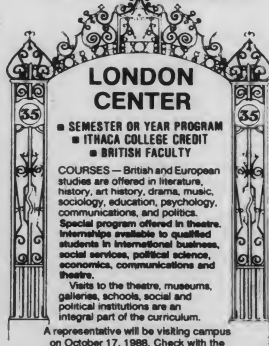 LONDON
CENTER
35
35
■ SEMESTER OR YEAR PROGRAM
■ ITHACA COLLEGE CREDIT
■ BRITISH FACULTY
COURSES — British and European
studies are offered in literature,
history, art history, drama, music,
sociology, education, psychology,
communications, and politics.
Special program offered in theatre.
Internships available to qualified
students in international business,
social services, political science,
economics, communications and
theatre.
Visits to the theatre, museums,
galleries, schools, social and
political institutions are an
integral part of the curriculum.
A representative will be visiting campus
on October 17, 1988. Check with the